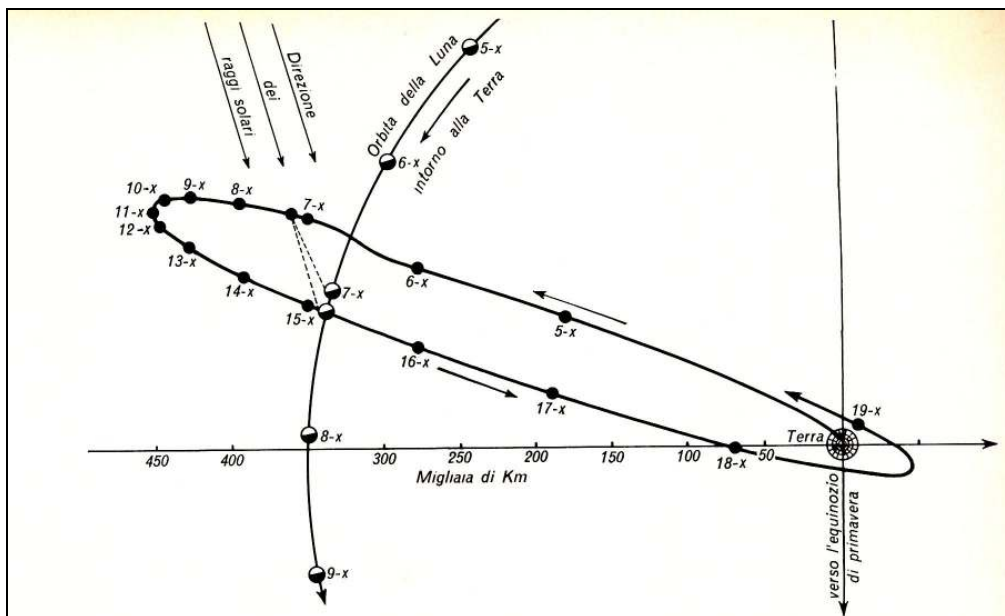 Direzione
dei
raggi solari
Orbita della Luna
intorno alla Terra
5-x
6-x
10-x
9-x
8-x
7-x
11-x
12-x
13-x
14-x
15-x
7-x
6-x
5-x
16-x
17-x
18-x
19-x
Terra
8-x
9-x
450
400
300
250
200
150
100
50
Migliaia di Km
verso l'equinozio
di primavera